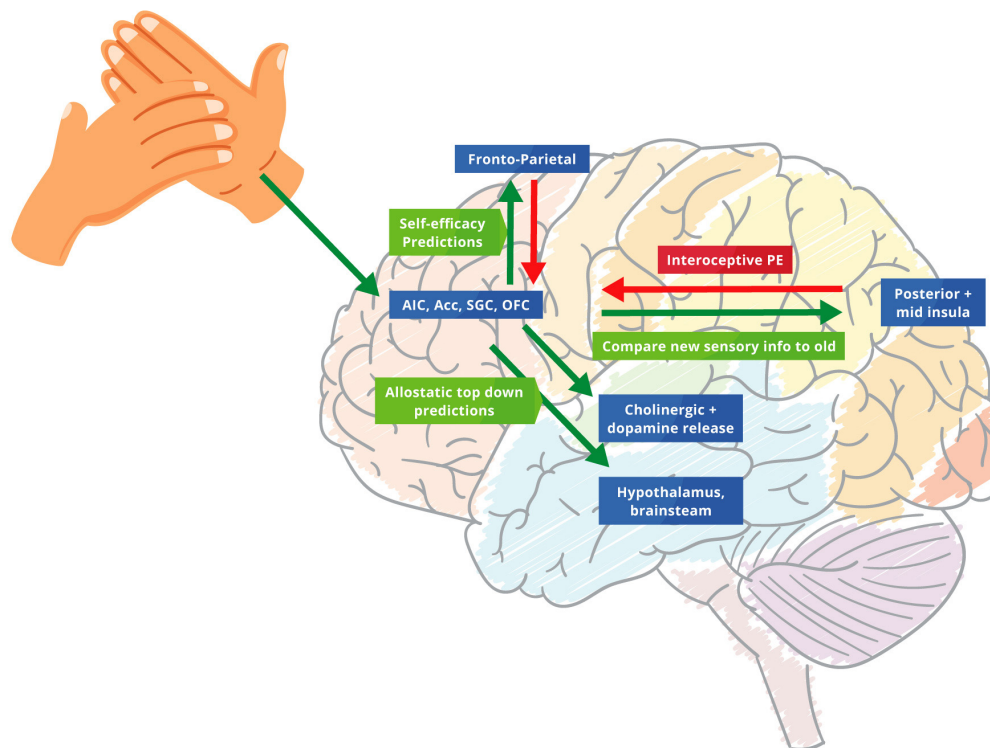 Fronto-Parietal
Self-efficacy
Predictions
Interoceptive PE
AIC, Acc, SGC, OFC
Posterior +
mid insula
Compare new sensory info to old
Allostatic top down
predictions
Cholinergic +
dopamine release
Hypothalamus,
brainsteam